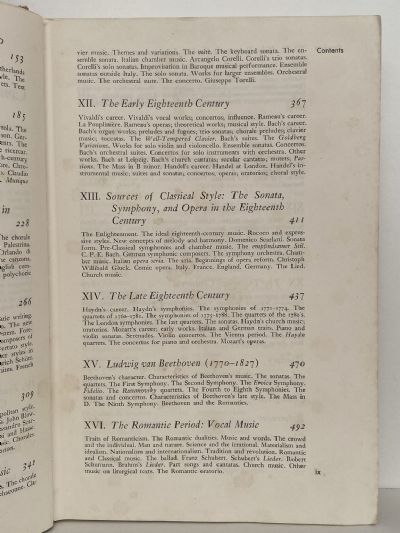 vier music. Themes and variations. The suite. The keyboard sonata. The en-
semble sonata. Italian chamber music. Arcangelo Corelli. Corelli's trio sonatas.
Corelli's solo sonatas. Improvisation in Baroque musical performance. Ensemble
sonatas outside Italy. The solo sonata. Works for larger ensembles. Orchestral
music. The orchestral suite. The concerto. Giuseppe Torelli.
Contents
XII. The Early Eighteenth Century 367
Vivaldi's career. Vivaldi's vocal works; concertos, influence. Rameau's career.
La Pouplinière. Rameau's operas; theoretical works; musical style. Bach's career.
Bach's organ works; preludes and fugues; trio sonatas; chorale preludes; clavier
music; toccatas. The Well-Tempered Clavier. Bach's suites. The Goldberg
Variations. Works for solo violin and violoncello. Ensemble sonatas. Concertos.
Bach's orchestral suites. Concertos for solo instruments with orchestra. Other
works. Bach at Leipzig. Bach's church cantatas; secular cantatas; motets; Pas-
sions. The Mass in B minor. Handel's career. Handel at London. Handel's in-
strumental music; suites and sonatas; concertos; operas; oratorios; choral style.
XIII. Sources of Classical Style: The Sonata,
Symphony, and Opera in the Eighteenth
Century 411
The Enlightenment. The ideal eighteenth-century music. Rococo and expres-
sive styles. New concepts of melody and harmony. Domenico Scarlatti. Sonata
form. Pre-Classical symphonies and chamber music. The empfindsamer Stil.
C. P. E. Bach. German symphonic composers. The symphony orchestra. Cham-
ber music. Italian opera seria. The aria. Beginnings of opera reform. Christoph
Willibald Gluck. Comic opera. Italy. France. England. Germany. The Lied.
Church music.
XIV. The Late Eighteenth Century 437
Haydn's career. Haydn's symphonies. The symphonies of 1771-1774. The
quartets of 1760-1781. The symphonies of 1775-1788. The quartets of the 1780's.
The London symphonies. The last quartets. The sonatas. Haydn's church music;
oratorios. Mozart's career; early works. Italian and German traits. Piano and
violin sonatas. Serenades. Violin concertos. The Vienna period. The Haydn
quartets. The concertos for piano and orchestra. Mozart's operas.
XV. Ludwig van Beethoven (1770-1827) 470
Beethoven's character. Characteristics of Beethoven's music. The sonatas. The
quartets. The First Symphony. The Second Symphony. The Eroica Symphony.
Fidelio. The Rasumovsky quartets. The Fourth to Eighth Symphonies. The
sonatas and concertos. Characteristics of Beethoven's late style. The Mass in
D. The Ninth Symphony. Beethoven and the Romantics.
XVI. The Romantic Period: Vocal Music 492
Traits of Romanticism. The Romantic dualities. Music and words. The crowd
and the individual. Man and nature. Science and the irrational. Materialism and
idealism. Nationalism and internationalism. Tradition and revolution. Romantic
and Classical music. The ballad. Franz Schubert. Schubert's Lieder. Robert
Schumann. Brahms's Lieder. Part songs and cantatas. Church music. Other
music on liturgical texts. The Romantic oratorio.
ix
153
185
in
228
266
309
341